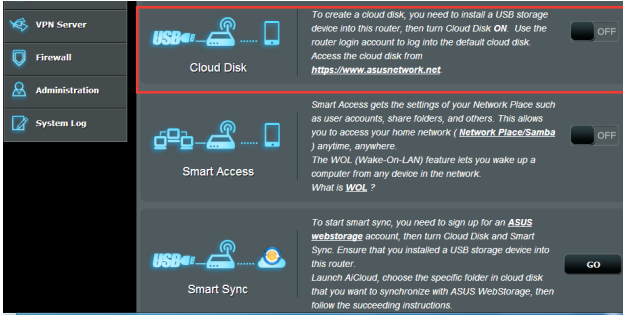 VPN Server
Firewall
Administration
System Log
USB
Cloud Disk
To create a cloud disk, you need to install a USB storage
device into this router, then turn Cloud Disk ON. Use the
router login account to log into the default cloud disk.
Access the cloud disk from
https://www.asusnetwork.net.
OFF
Smart Access
Smart Access gets the settings of your Network Place such
as user accounts, share folders, and others. This allows
you to access your home network ( Network Place/Samba
) anytime, anywhere.
The WOL (Wake-On-LAN) feature lets you wake up a
computer from any device in the network.
What is WOL ?
OFF
USB
Smart Sync
To start smart sync, you need to sign up for an ASUS
webstorage account, then turn Cloud Disk and Smart
Sync. Ensure that you installed a USB storage device into
this router.
Launch AiCloud, choose the specific folder in cloud disk
that you want to synchronize with ASUS WebStorage, then
follow the succeeding instructions.
GO